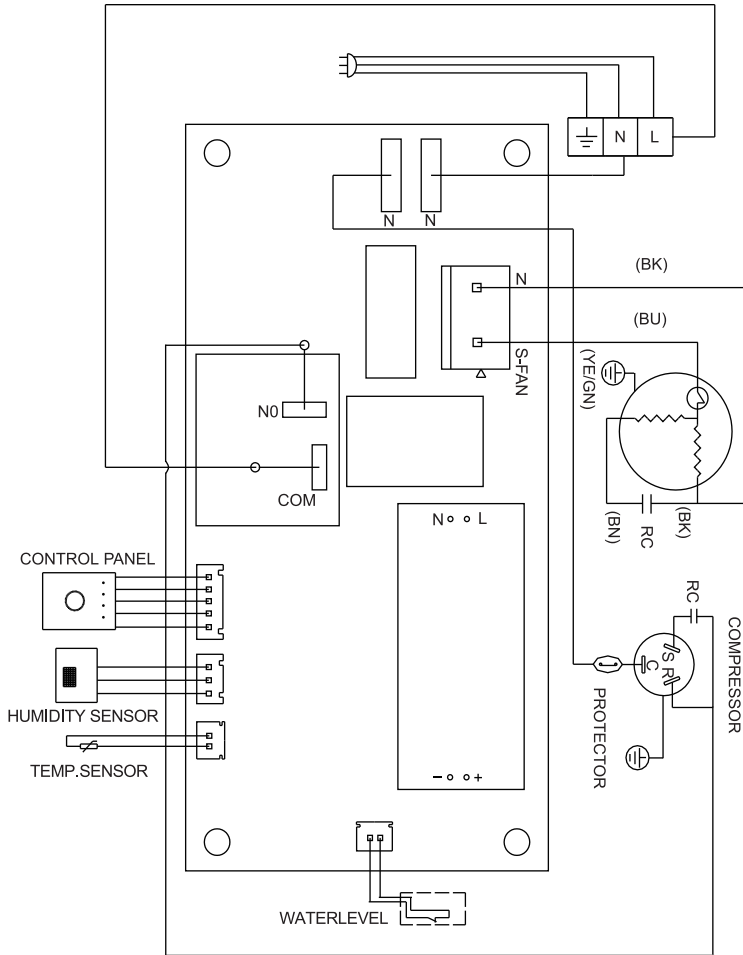 N L
N N
N
(BK)
(BU)
S-FAN
(YE/GN)
N0
COM
(BN)
RC
(BK)
N L
CONTROL PANEL
HUMIDITY SENSOR
TEMP.SENSOR
RC
S R
C
COMPRESSOR
PROTECTOR
- +
WATERLEVEL